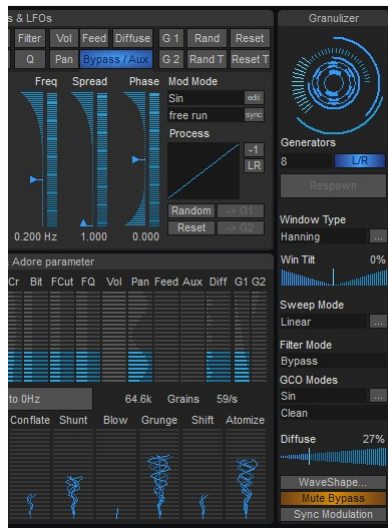 s & LFOs
Filter Vol Feed Diffuse G 1 Rand Reset
Q Pan Bypass / Aux G 2 Rand T Reset T
Freq Spread Phase Mod Mode
Sin edit
free run sync
Process
-1
LR
Random -> G1
Reset -> G2
0.200 Hz 1.000 0.000
Adore parameter
Cr Bit FCut FQ Vol Pan Feed Aux Diff G1 G2
to 0Hz 64.6k Grains 59/s
Conflate Shunt Blow Grunge Shift Atomize
Granulizer
Generators
8 L/R
Respawn
Window Type
Hanning ...
Win Tilt 0%
Sweep Mode
Linear ...
Filter Mode
Bypass
GCO Modes
Sin ...
Clean
Diffuse 27%
WaveShape...
Mute Bypass
Sync Modulation